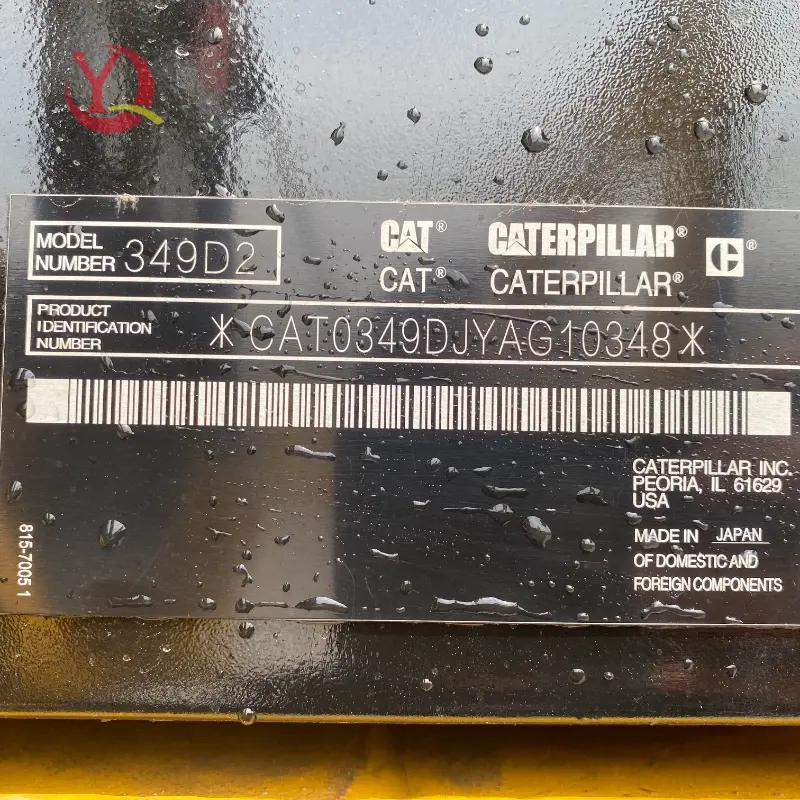 YQ
MODEL
NUMBER 349D2
CAT® CATERPILLAR® C®
CAT® CATERPILLAR®
PRODUCT
IDENTIFICATION
NUMBER
*CAT0349DJYAG10348*
CATERPILLAR INC.
PEORIA, IL 61629
USA
MADE IN JAPAN
OF DOMESTIC AND
FOREIGN COMPONENTS
815-7005 1